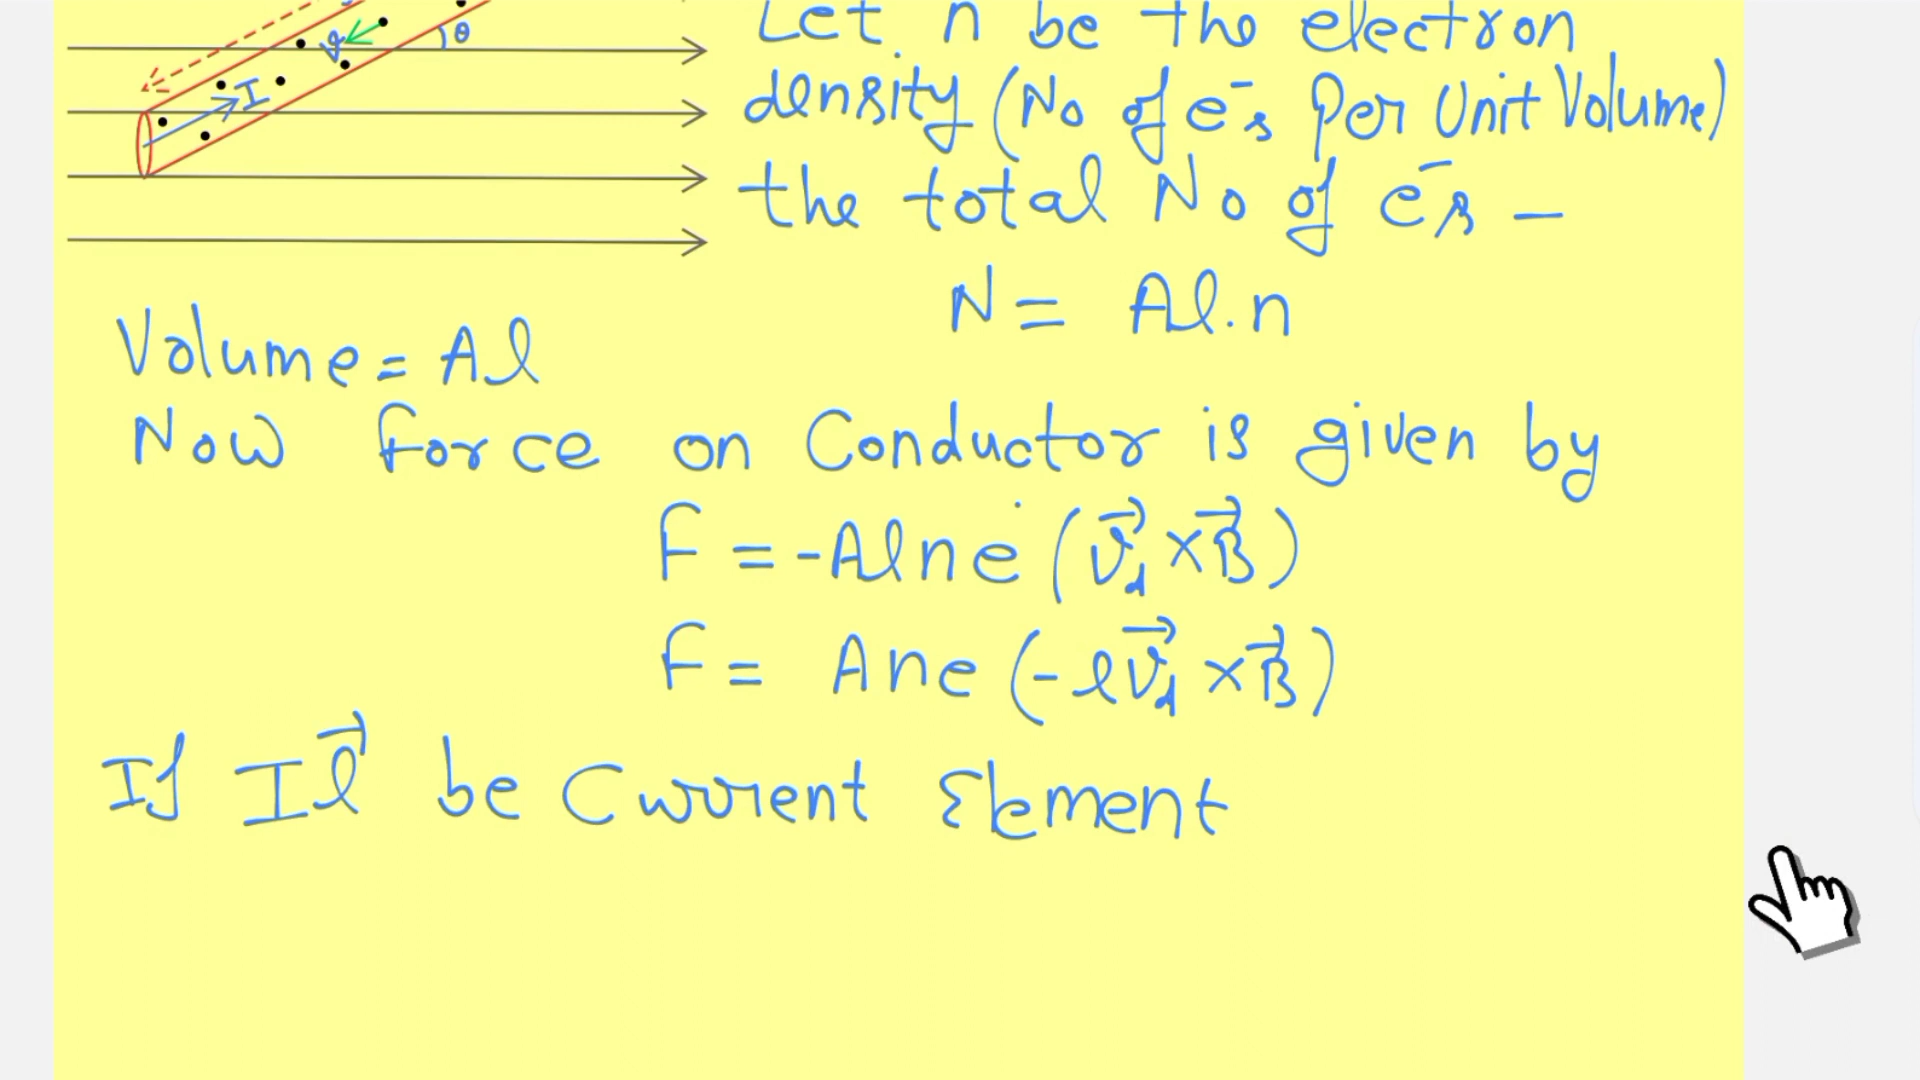 Let n be the electron
density (No of e⁻s Per Unit Volume)
the total No of e⁻s –
N = Al.n
Volume = Al
Now force on Conductor is given by
F = -Alne (v⃗d × B⃗)
F = Ane (-lv⃗d × B⃗)
If Il⃗ be Current Element
I
θ